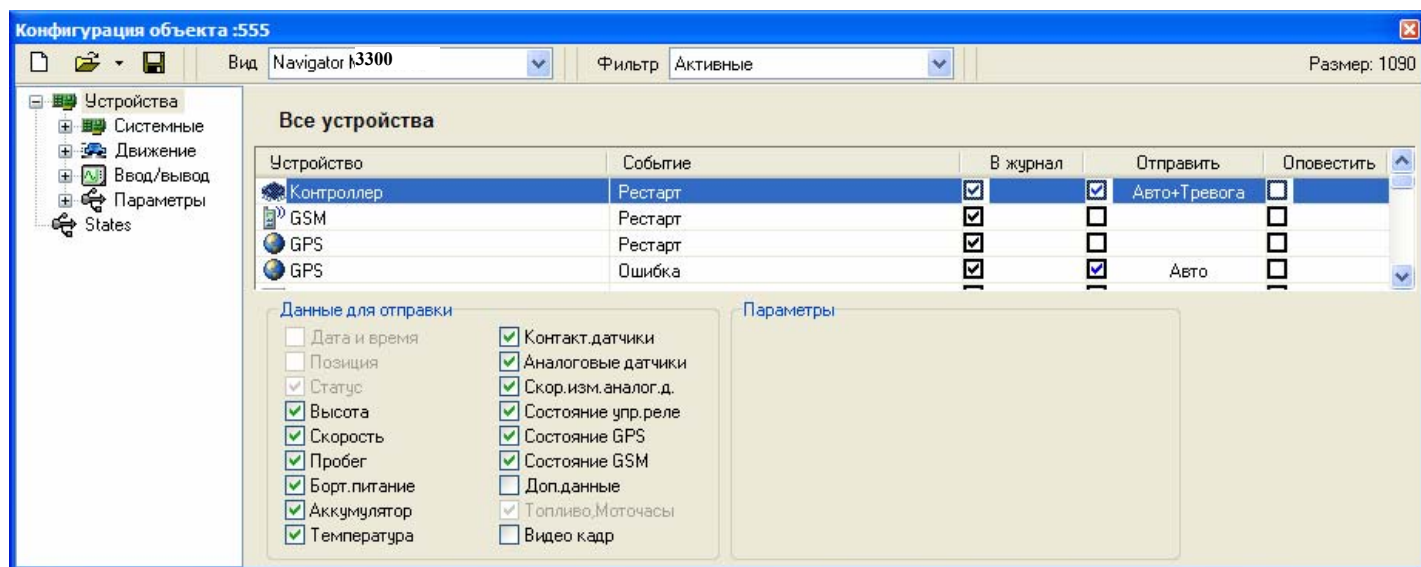 Конфигурация объекта :555
Вид Navigator 3300 Фильтр Активные Размер: 1090
Устройства
Системные
Движение
Ввод/вывод
Параметры
States
Все устройства
Устройство Событие В журнал Отправить Оповестить
Контроллер Рестарт Авто+Тревога
GSM Рестарт
GPS Рестарт
GPS Ошибка Авто
Данные для отправки
Дата и время
Позиция
Статус
Высота
Скорость
Пробег
Борт.питание
Аккумулятор
Температура
Контакт.датчики
Аналоговые датчики
Скор.изм.аналог.д.
Состояние упр.реле
Состояние GPS
Состояние GSM
Доп.данные
Топливо,Моточасы
Видео кадр
Параметры